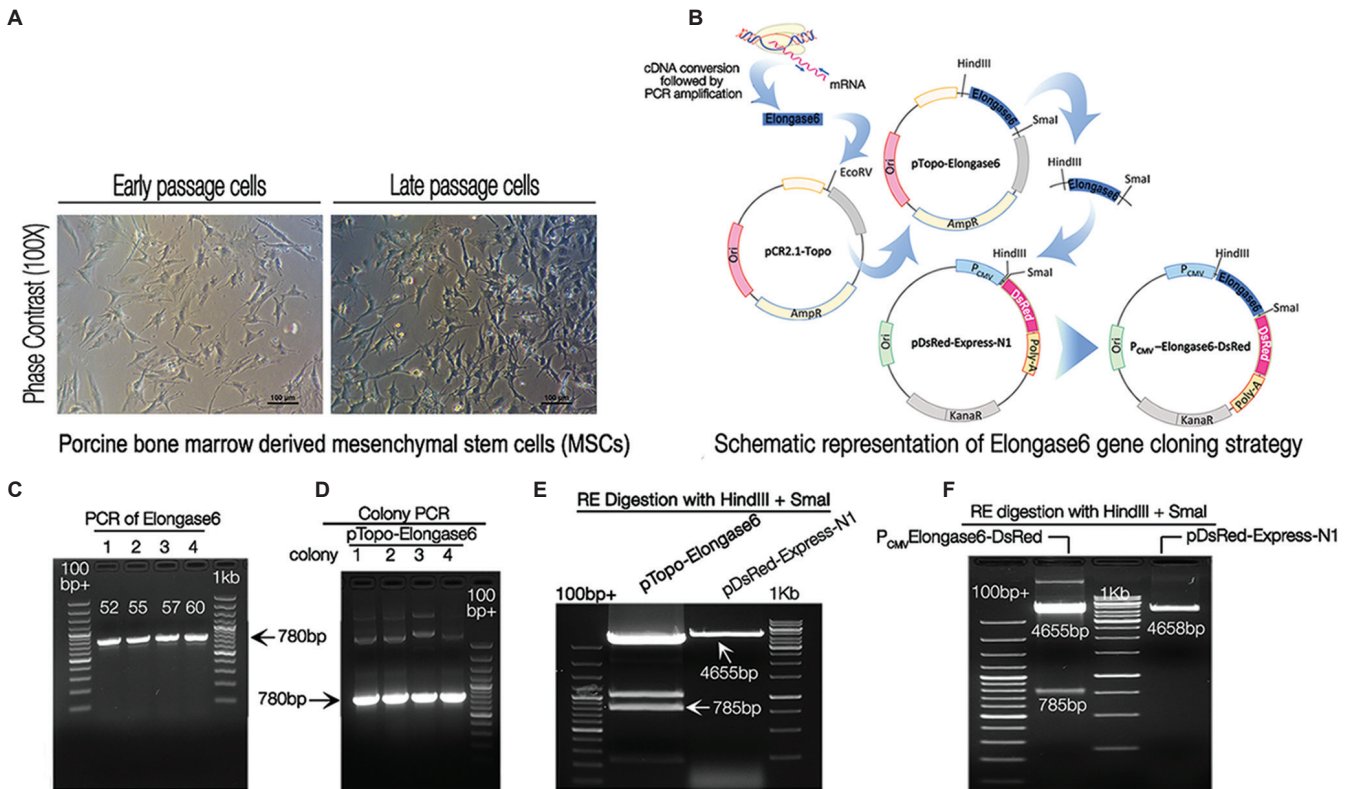 A
Early passage cells
Late passage cells
Phase Contrast (100X)
100 µm
100 µm
Porcine bone marrow derived mesenchymal stem cells (MSCs)
B
cDNA conversion
followed by
PCR amplification
mRNA
Elongase6
EcoRV
Ori
pCR2.1-Topo
AmpR
HindIII
Elongase6
SmaI
Ori
pTopo-Elongase6
AmpR
HindIII
Elongase6
SmaI
HindIII
SmaI
PCMV
DsRed
Ori
pDsRed-Express-N1
Poly-A
KanaR
HindIII
PCMV
Elongase6
SmaI
DsRed
Ori
PCMV–Elongase6-DsRed
Poly-A
KanaR
Schematic representation of Elongase6 gene cloning strategy
C
PCR of Elongase6
1 2 3 4
100
bp+
1kb
52 55 57 60
780bp
D
Colony PCR
pTopo-Elongase6
colony 1 2 3 4
100
bp+
780bp
E
RE Digestion with HindIII + SmaI
pTopo-Elongase6
pDsRed-Express-N1
100bp+
1Kb
4655bp
785bp
F
RE digestion with HindIII + SmaI
PCMVElongase6-DsRed
pDsRed-Express-N1
100bp+
1Kb
4655bp
4658bp
785bp